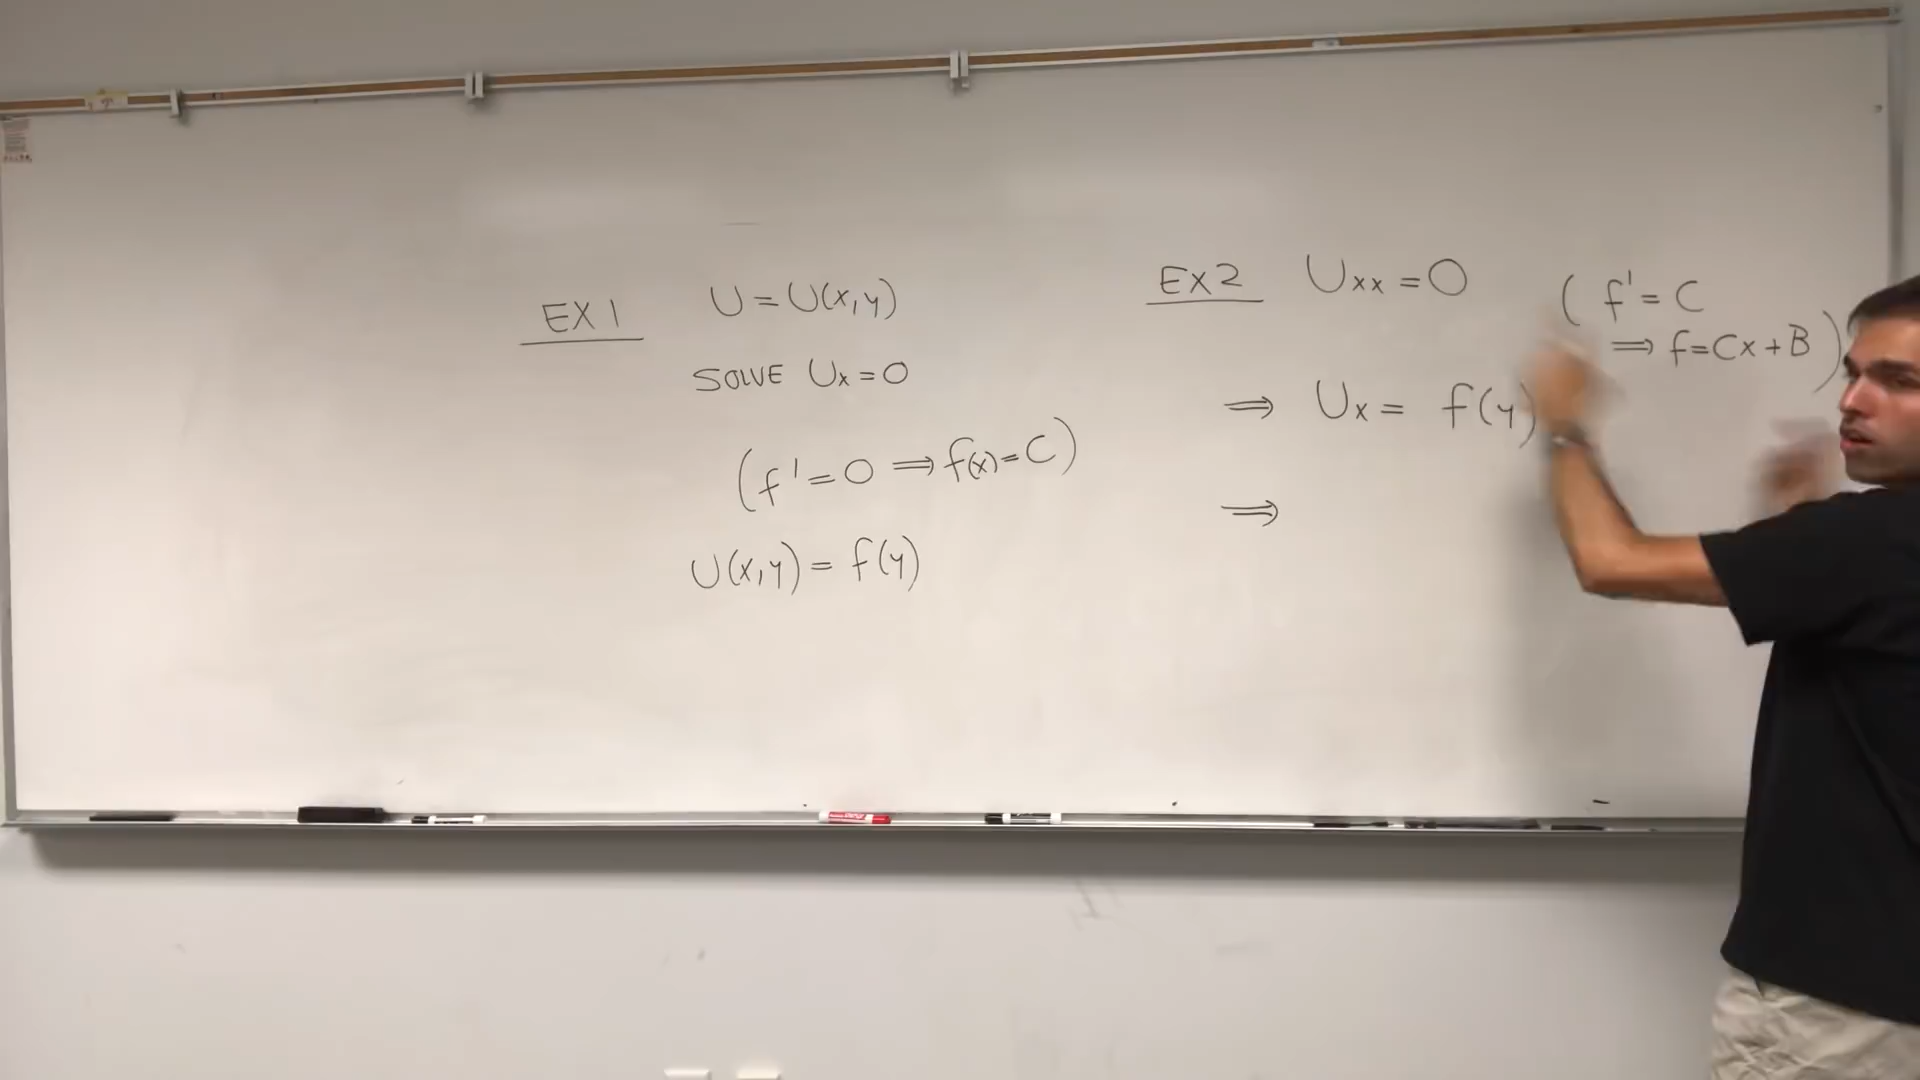 EX 1
U = U(x,y)
SOLVE Ux = 0
(f' = 0 ⟹ f(x) = C)
U(x,y) = f(y)
EX 2 Uxx = 0
( f' = C
⟹ f = Cx + B )
⟹ Ux = f(y)
⟹